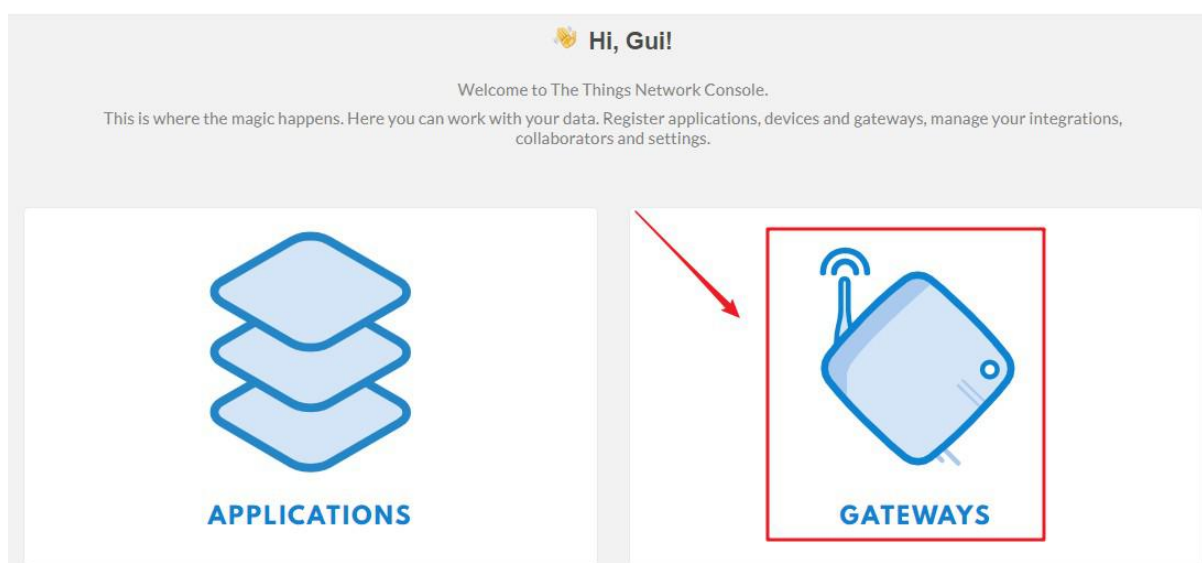 👋 Hi, Gui!
Welcome to The Things Network Console.
This is where the magic happens. Here you can work with your data. Register applications, devices and gateways, manage your integrations,
collaborators and settings.
APPLICATIONS
GATEWAYS